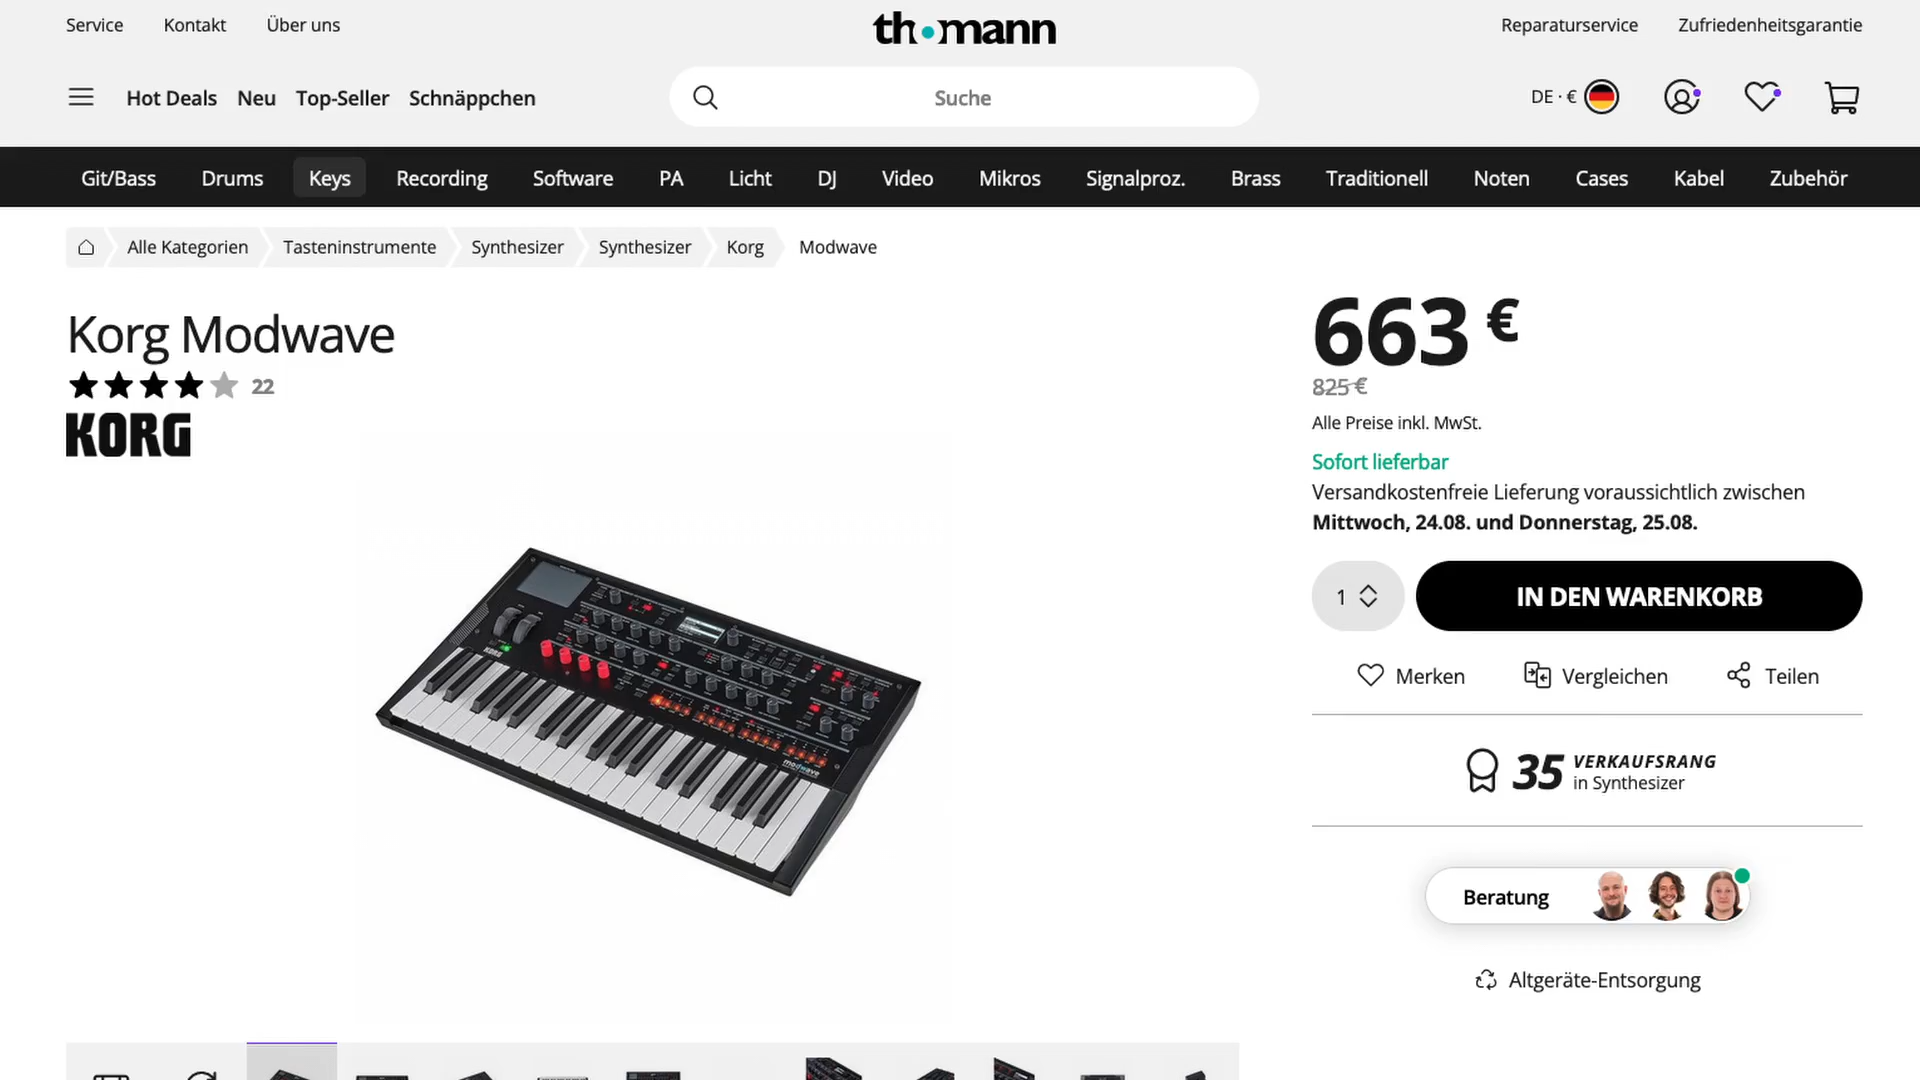 Service Kontakt Über uns
th•mann
Reparaturservice Zufriedenheitsgarantie
Hot Deals Neu Top-Seller Schnäppchen
Suche
DE · €
Git/Bass Drums Keys Recording Software PA Licht DJ Video Mikros Signalproz. Brass Traditionell Noten Cases Kabel Zubehör
Alle Kategorien Tasteninstrumente Synthesizer Synthesizer Korg Modwave
Korg Modwave
22
KORG
663 €
825 €
Alle Preise inkl. MwSt.
Sofort lieferbar
Versandkostenfreie Lieferung voraussichtlich zwischen
Mittwoch, 24.08. und Donnerstag, 25.08.
1
IN DEN WARENKORB
Merken Vergleichen Teilen
35 VERKAUFSRANG
in Synthesizer
Beratung
Altgeräte-Entsorgung
KORG
modwave